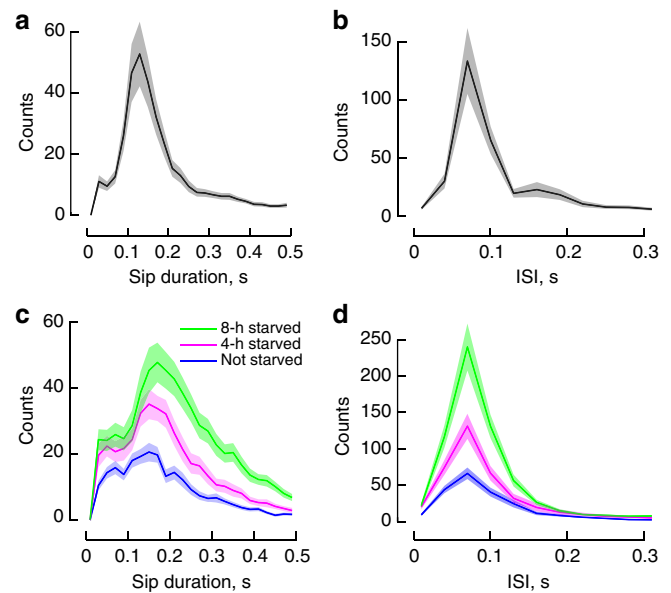 a
60
40
20
0
Counts
0 0.1 0.2 0.3 0.4 0.5
Sip duration, s
b
150
100
50
0
Counts
0 0.1 0.2 0.3
ISI, s
c
60
40
20
0
Counts
8-h starved
4-h starved
Not starved
0 0.1 0.2 0.3 0.4 0.5
Sip duration, s
d
250
200
150
100
50
0
Counts
0 0.1 0.2 0.3
ISI, s